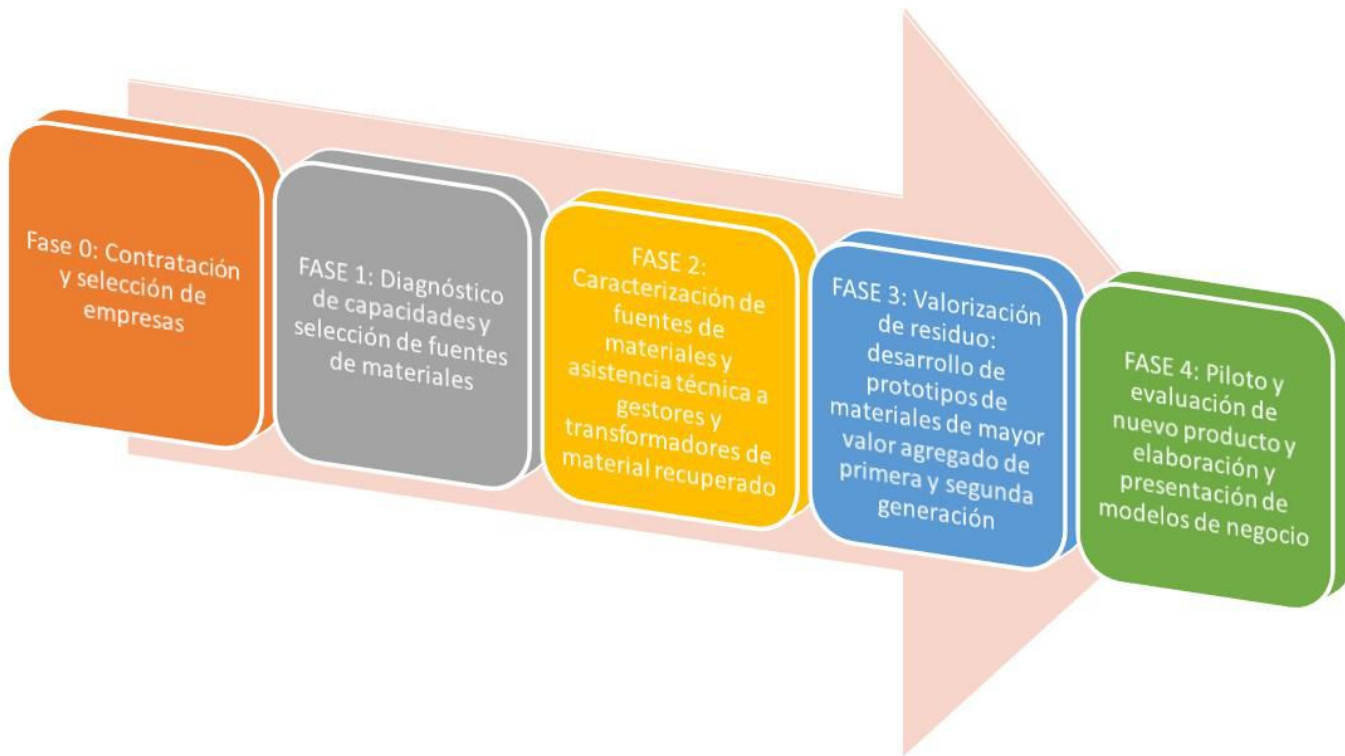 Fase 0: Contratación
y selección de
empresas
FASE 1: Diagnóstico
de capacidades y
selección de fuentes
de materiales
FASE 2:
Caracterización de
fuentes de
materiales y
asistencia técnica a
gestores y
transformadores de
material recuperado
FASE 3: Valorización
de residuo:
desarrollo de
prototipos de
materiales de mayor
valor agregado de
primera y segunda
generación
FASE 4: Piloto y
evaluación de
nuevo producto y
elaboración y
presentación de
modelos de negocio